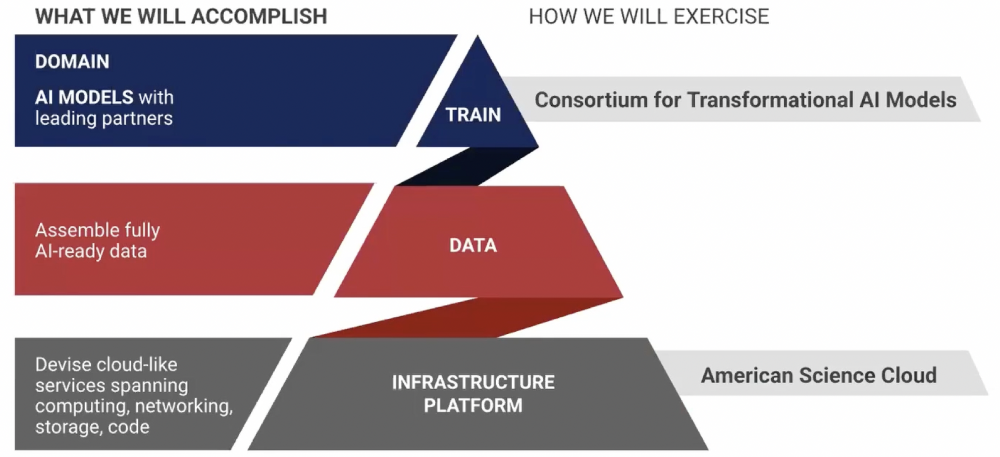 WHAT WE WILL ACCOMPLISH
HOW WE WILL EXERCISE
DOMAIN
AI MODELS with
leading partners
TRAIN
Consortium for Transformational AI Models
Assemble fully
AI-ready data
DATA
Devise cloud-like
services spanning
computing, networking,
storage, code
INFRASTRUCTURE
PLATFORM
American Science Cloud